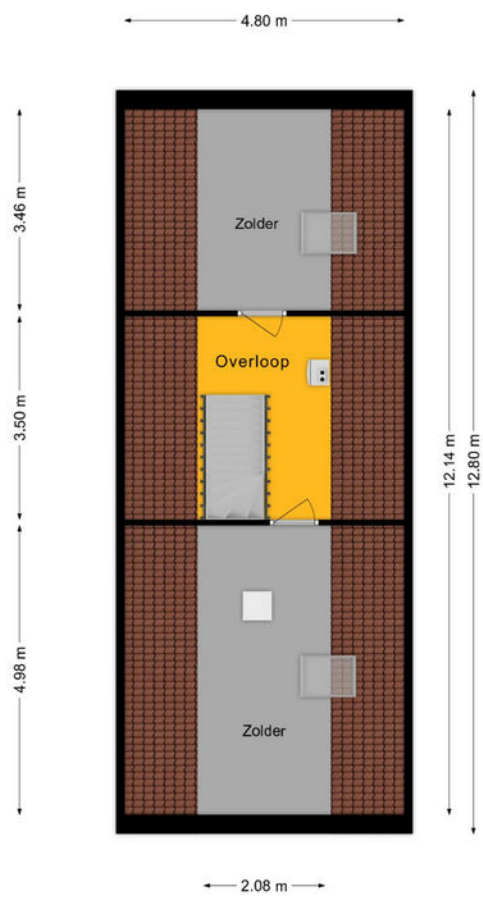 4.80 m
3.46 m
Zolder
Overloop
3.50 m
12.14 m
12.80 m
4.98 m
Zolder
2.08 m